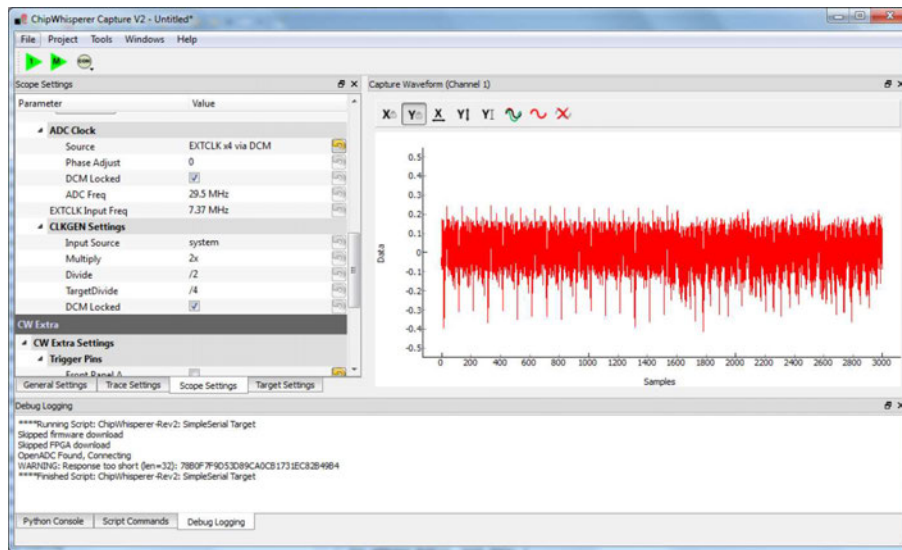 ChipWhisperer Capture V2 - Untitled*
File Project Tools Windows Help
Scope Settings
Parameter Value
ADC Clock
Source EXTCLK x4 via DCM
Phase Adjust 0
DCM Locked
ADC Freq 29.5 MHz
EXTCLK Input Freq 7.37 MHz
CLKGEN Settings
Input Source system
Multiply 2x
Divide /2
TargetDivide /4
DCM Locked
CW Extra
CW Extra Settings
Trigger Pins
Front Panel A
General Settings Trace Settings Scope Settings Target Settings
Capture Waveform (Channel 1)
X Y X Y Y
0.5
0.4
0.3
0.2
0.1
0
-0.1
-0.2
-0.3
-0.4
-0.5
Data
0 200 400 600 800 1000 1200 1400 1600 1800 2000 2200 2400 2600 2800 3000
Samples
Debug Logging
****Running Script: ChipWhisperer-Rev2: SimpleSerial Target
Skipped firmware download
Skipped FPGA download
OpenADC Found, Connecting
WARNING: Response too short (len=32): 78B0F7F9D53D89CA0CB1731EC82B49B4
****Finished Script: ChipWhisperer-Rev2: SimpleSerial Target
Python Console Script Commands Debug Logging